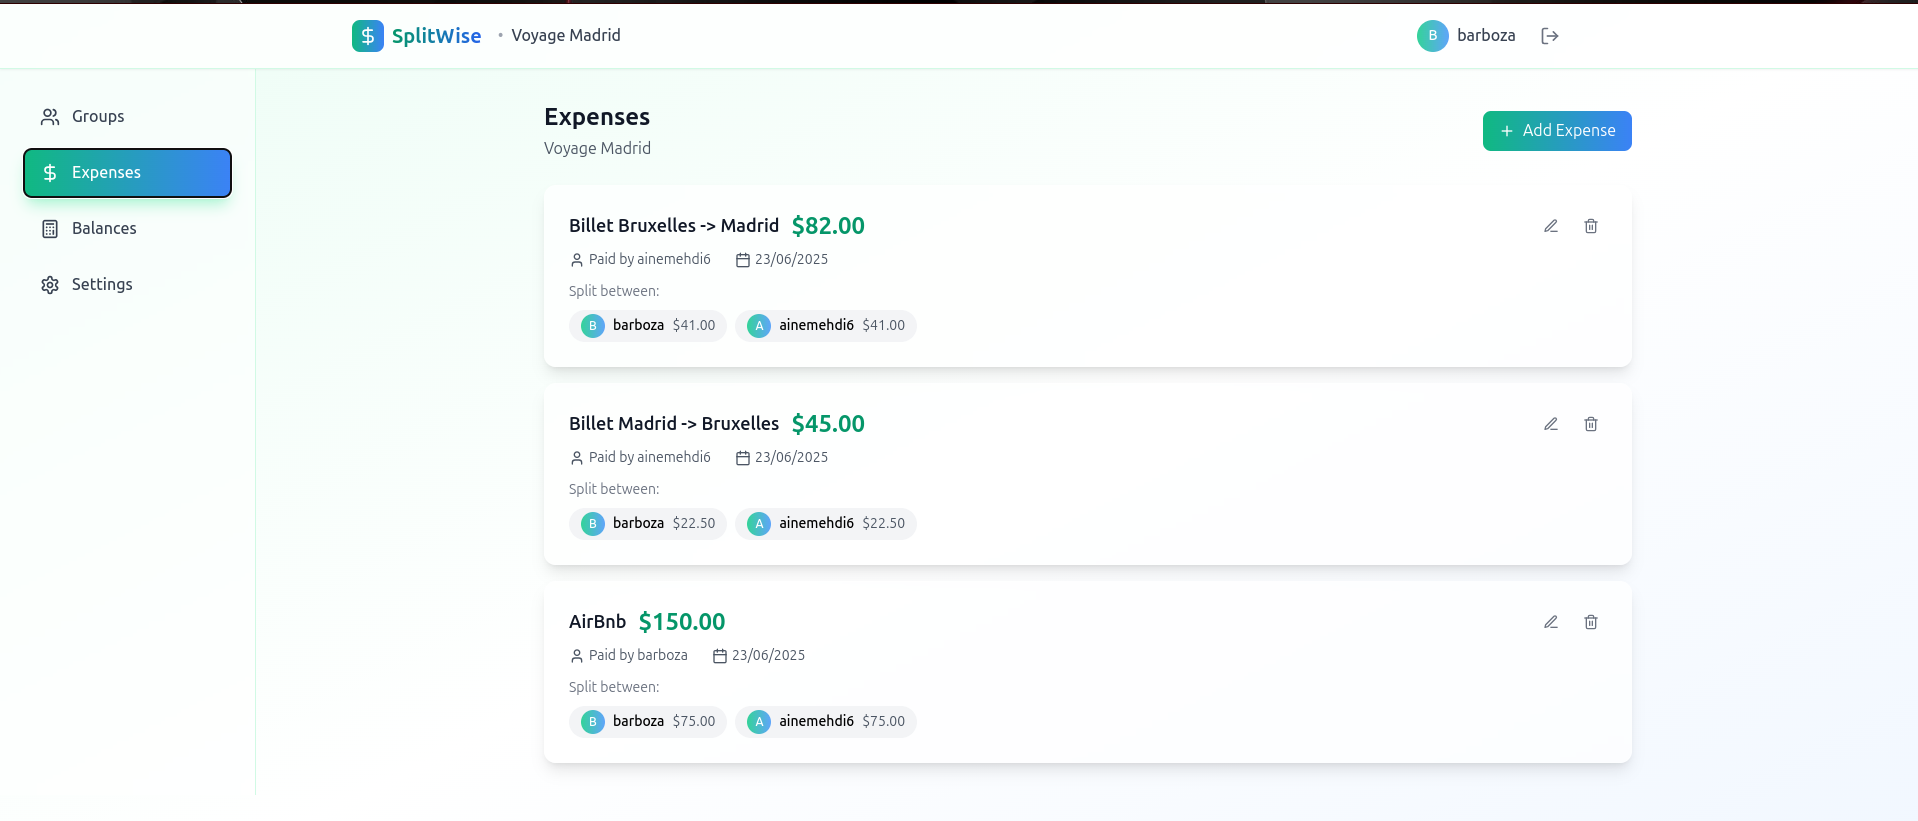 SplitWise • Voyage Madrid
B barboza
Groups
Expenses
Balances
Settings
Expenses
Voyage Madrid
+ Add Expense
Billet Bruxelles -> Madrid $82.00
Paid by ainemehdi6 23/06/2025
Split between:
B barboza $41.00 A ainemehdi6 $41.00
Billet Madrid -> Bruxelles $45.00
Paid by ainemehdi6 23/06/2025
Split between:
B barboza $22.50 A ainemehdi6 $22.50
AirBnb $150.00
Paid by barboza 23/06/2025
Split between:
B barboza $75.00 A ainemehdi6 $75.00